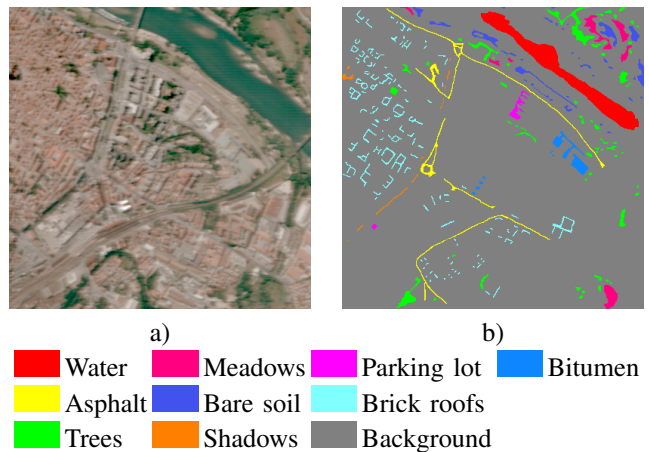 a) b)
Water Meadows Parking lot Bitumen
Asphalt Bare soil Brick roofs
Trees Shadows Background